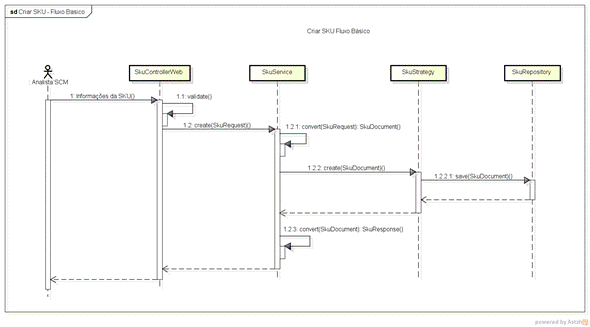 sd Criar SKU - Fluxo Basico
Criar SKU Fluxo Básico
Analista SCM
SkuControllerWeb
SkuService
SkuStrategy
SkuRepository
1: Informações da SKU()
1.1: validate()
1.2: create(SkuRequest)()
1.2.1: convert(SkuRequest): SkuDocument()
1.2.2: create(SkuDocument)()
1.2.2.1: save(SkuDocument)()
1.2.3: convert(SkuDocument): SkuResponse()
powered by Astah